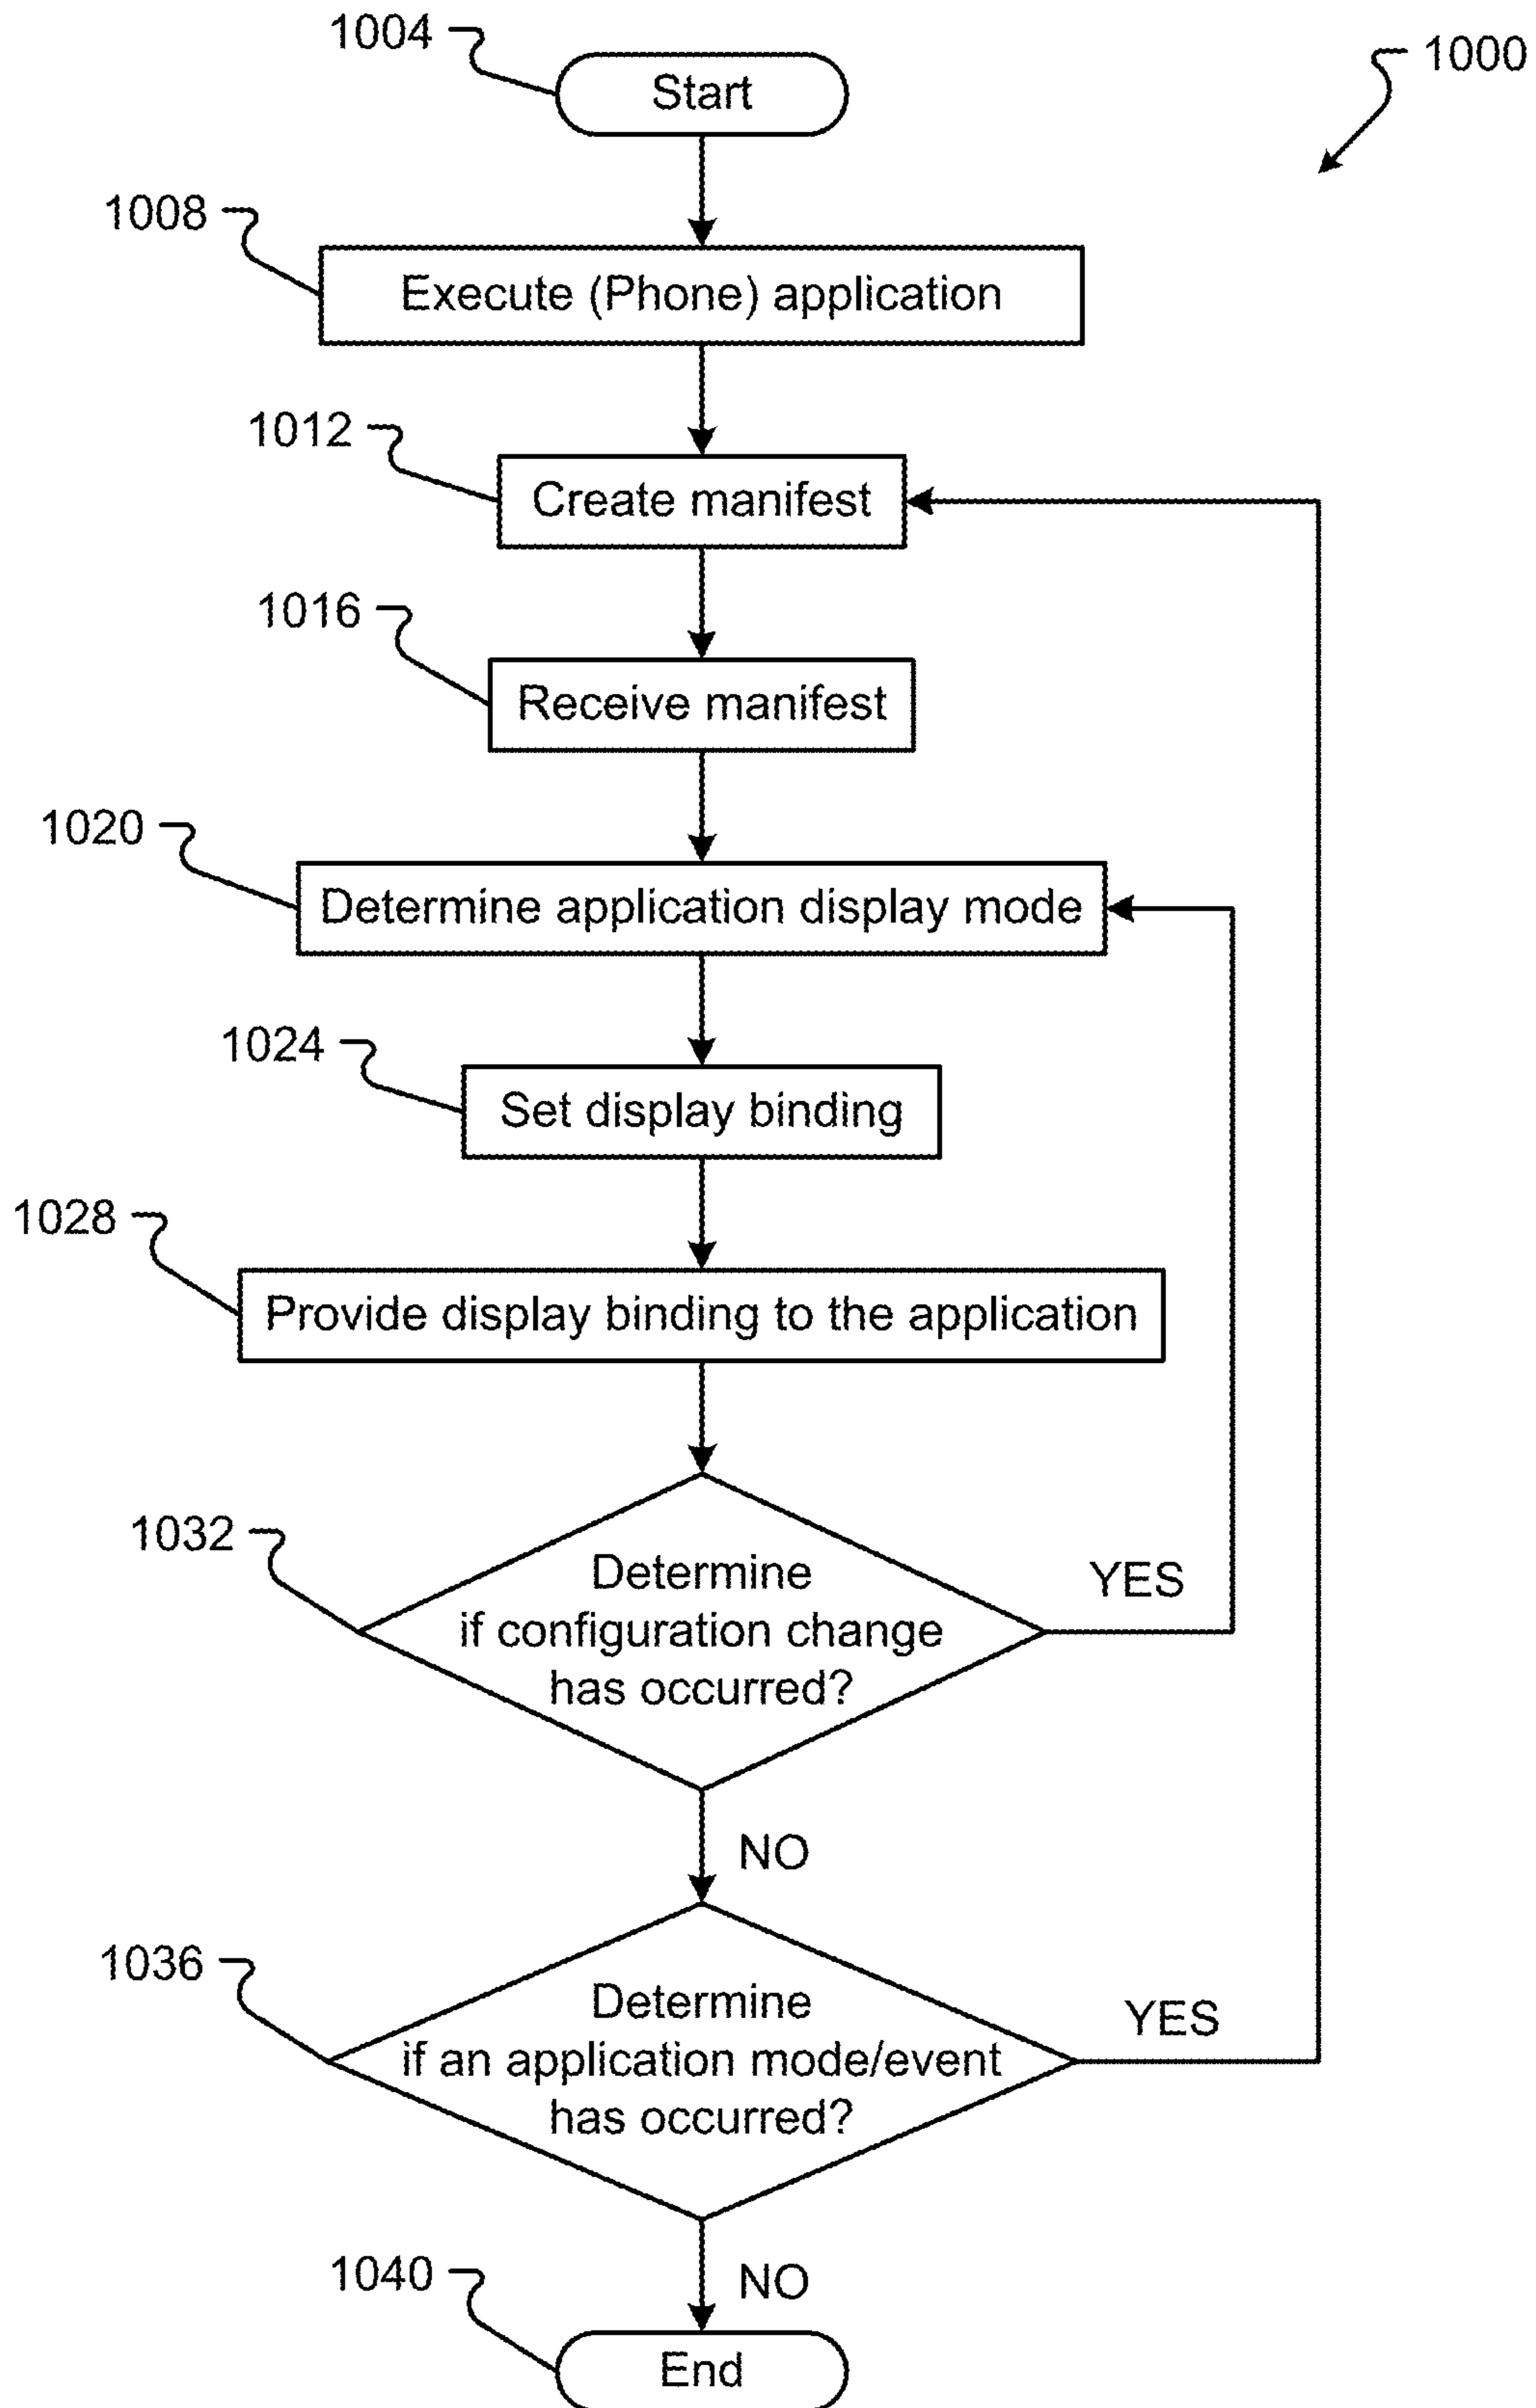 1004
1000
Start
1008
Execute (Phone) application
1012
Create manifest
1016
Receive manifest
1020
Determine application display mode
1024
Set display binding
1028
Provide display binding to the application
1032
Determine
if configuration change
has occurred?
YES
NO
1036
Determine
if an application mode/event
has occurred?
YES
NO
1040
End